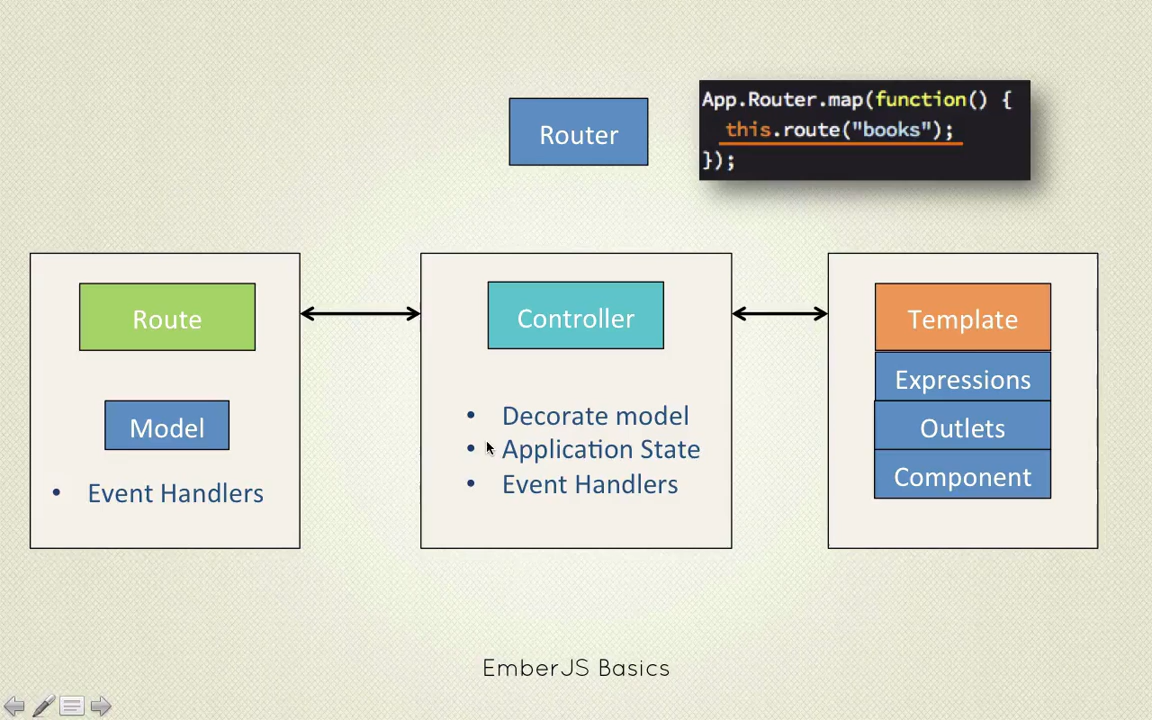 Router
App.Router.map(function() {
this.route("books");
});
Route
Model
• Event Handlers
Controller
• Decorate model
• Application State
• Event Handlers
Template
Expressions
Outlets
Component
EmberJS Basics